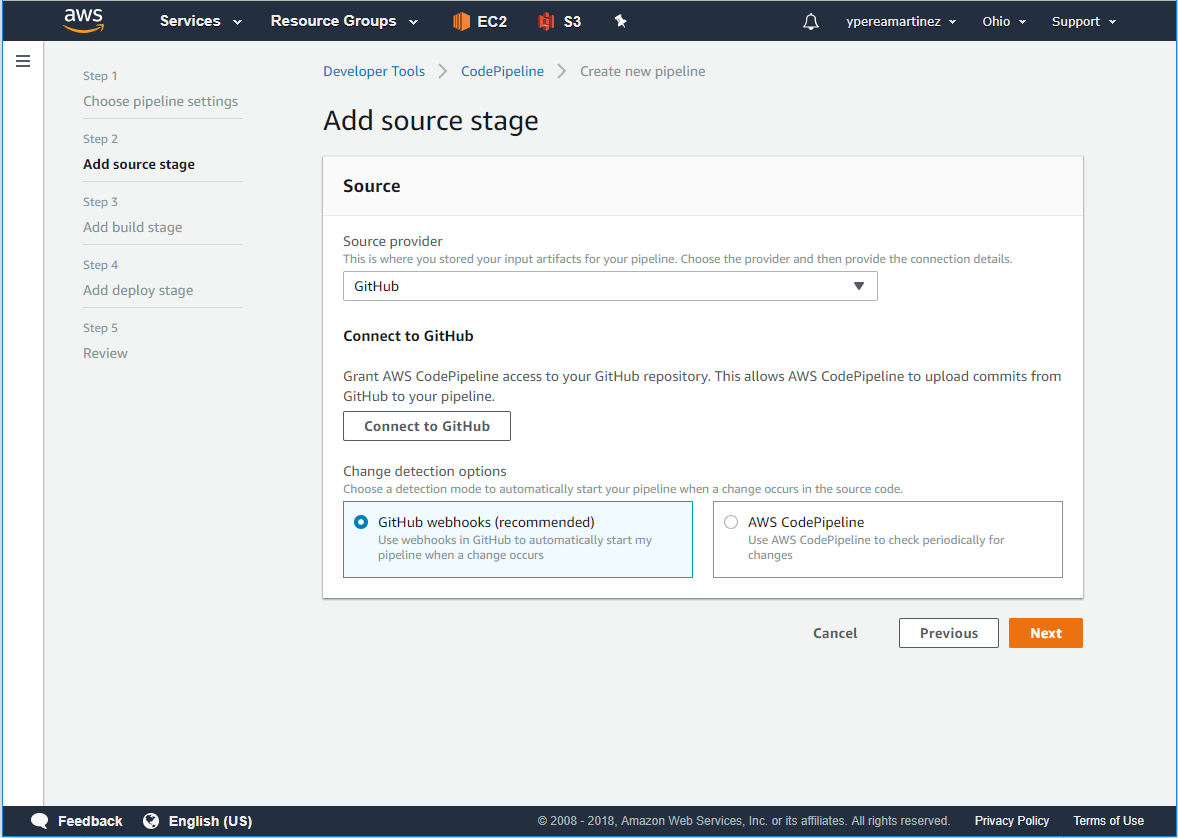 aws Services Resource Groups EC2 S3 ypereamartinez Ohio Support
Step 1
Choose pipeline settings
Step 2
Add source stage
Step 3
Add build stage
Step 4
Add deploy stage
Step 5
Review
Developer Tools CodePipeline Create new pipeline
Add source stage
Source
Source provider
This is where you stored your input artifacts for your pipeline. Choose the provider and then provide the connection details.
GitHub
Connect to GitHub
Grant AWS CodePipeline access to your GitHub repository. This allows AWS CodePipeline to upload commits from
GitHub to your pipeline.
Connect to GitHub
Change detection options
Choose a detection mode to automatically start your pipeline when a change occurs in the source code.
GitHub webhooks (recommended)
Use webhooks in GitHub to automatically start my
pipeline when a change occurs
AWS CodePipeline
Use AWS CodePipeline to check periodically for
changes
Cancel Previous Next
Feedback English (US) © 2008 - 2018, Amazon Web Services, Inc. or its affiliates. All rights reserved. Privacy Policy Terms of Use